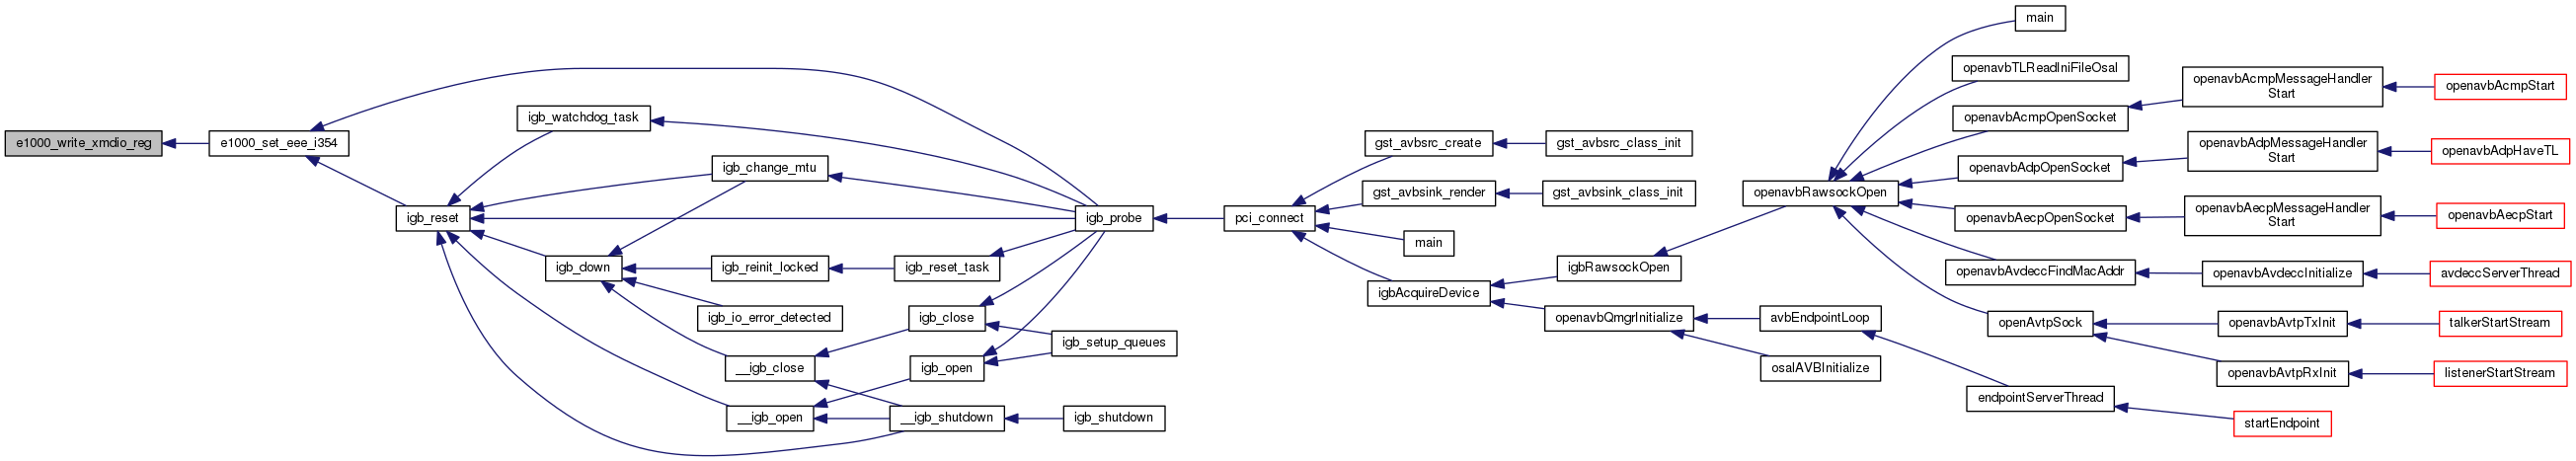 e1000_write_xmdio_reg
e1000_set_eee_i354
igb_reset
igb_watchdog_task
igb_change_mtu
igb_down
igb_reinit_locked
igb_reset_task
igb_io_error_detected
igb_close
igb_setup_queues
__igb_close
igb_open
__igb_open
__igb_shutdown
igb_shutdown
igb_probe
pci_connect
gst_avbsrc_create
gst_avbsrc_class_init
gst_avbsink_render
gst_avbsink_class_init
main
igbAcquireDevice
igbRawsockOpen
openavbQmgrInitialize
avbEndpointLoop
osalAVBInitialize
endpointServerThread
startEndpoint
openavbRawsockOpen
main
openavbTLReadIniFileOsal
openavbAcmpOpenSocket
openavbAcmpMessageHandler
Start
openavbAcmpStart
openavbAdpOpenSocket
openavbAdpMessageHandler
Start
openavbAdpHaveTL
openavbAecpOpenSocket
openavbAecpMessageHandler
Start
openavbAecpStart
openavbAvdeccFindMacAddr
openavbAvdeccInitialize
avdeccServerThread
openAvtpSock
openavbAvtpTxInit
talkerStartStream
openavbAvtpRxInit
listenerStartStream